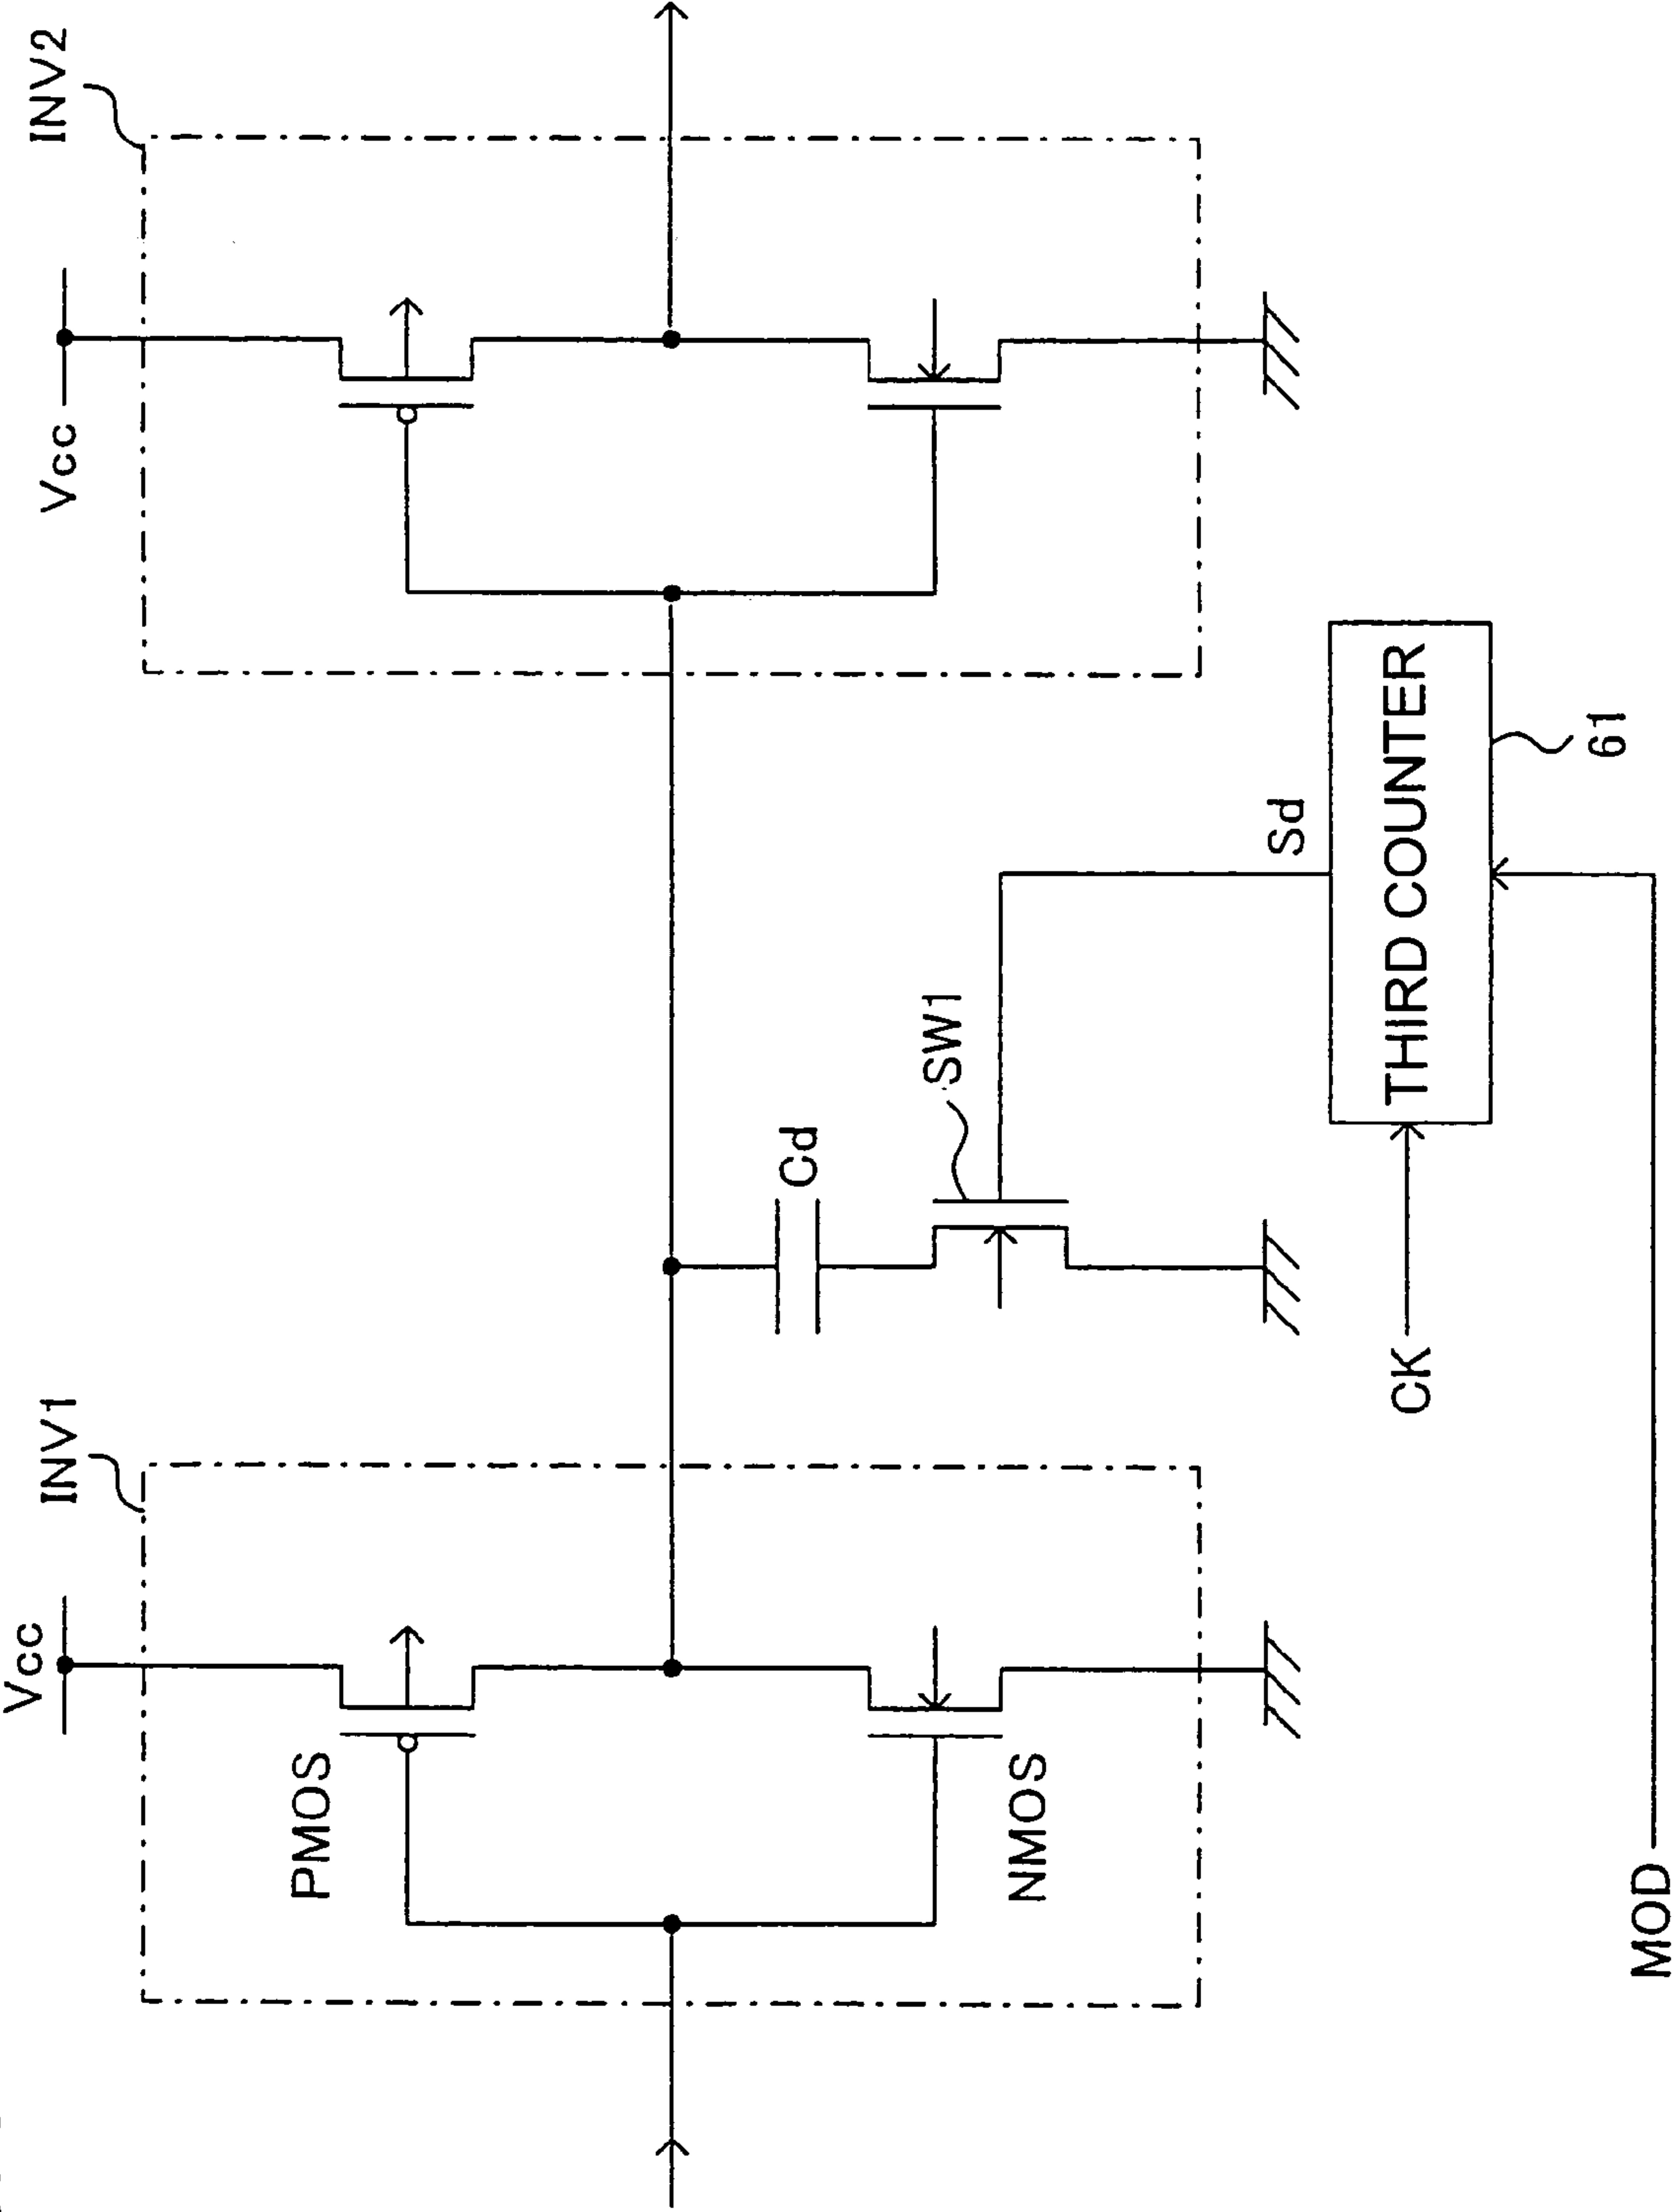 Vcc
INV1
Vcc
INV2
PMOS
NMOS
Cd
SW1
Sd
CK
THIRD COUNTER
61
MOD